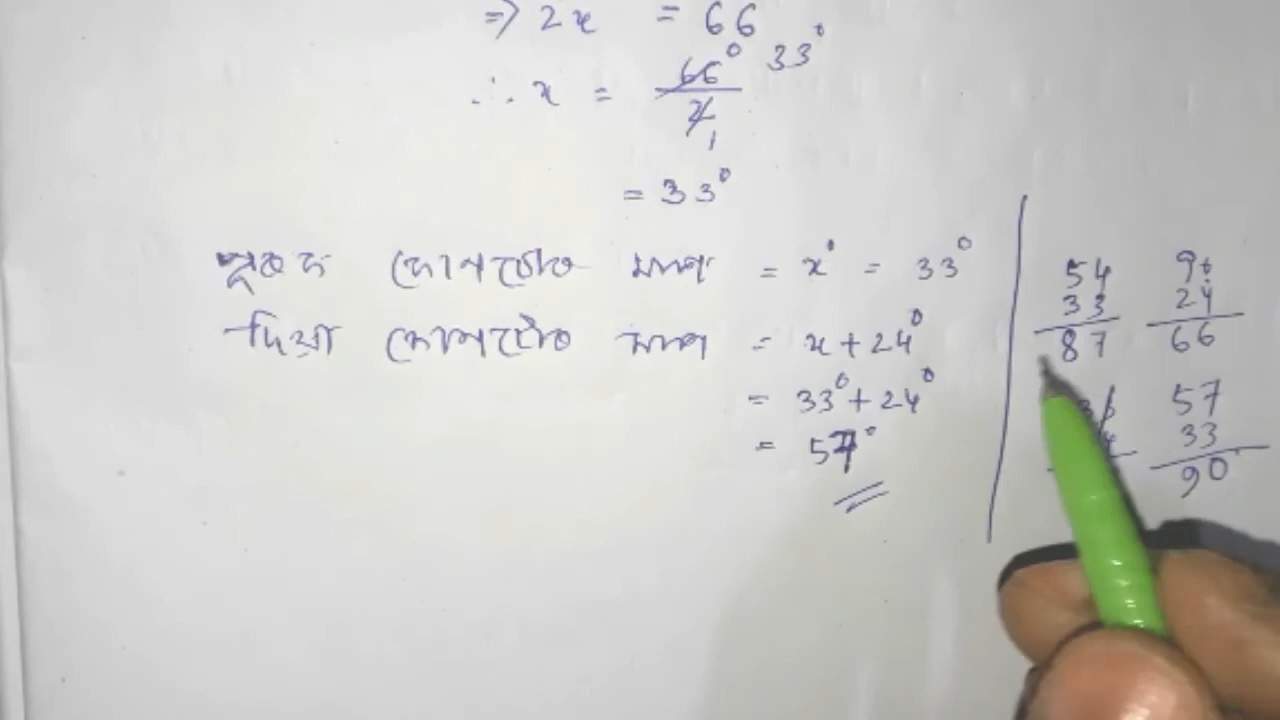 ⇒ 2x = 66
∴ x = 66°/2 33°
1
= 33°
পূৰক কোণটোৰ মাপ = x° = 33°
দিয়া কোণটোৰ মাপ = x + 24°
= 33° + 24°
= 57°
54
33
87
90
24
66
57
33
90